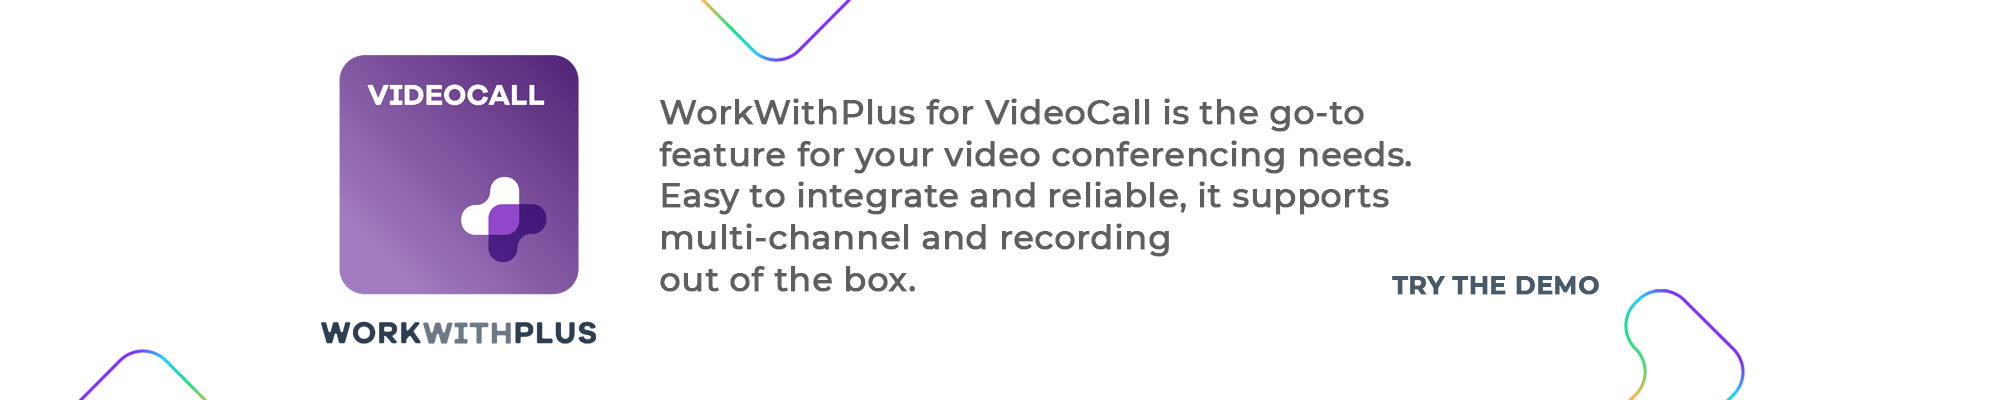 VIDEOCALL
WORKWITHPLUS
WorkWithPlus for VideoCall is the go-to
feature for your video conferencing needs.
Easy to integrate and reliable, it supports
multi-channel and recording
out of the box.
TRY THE DEMO